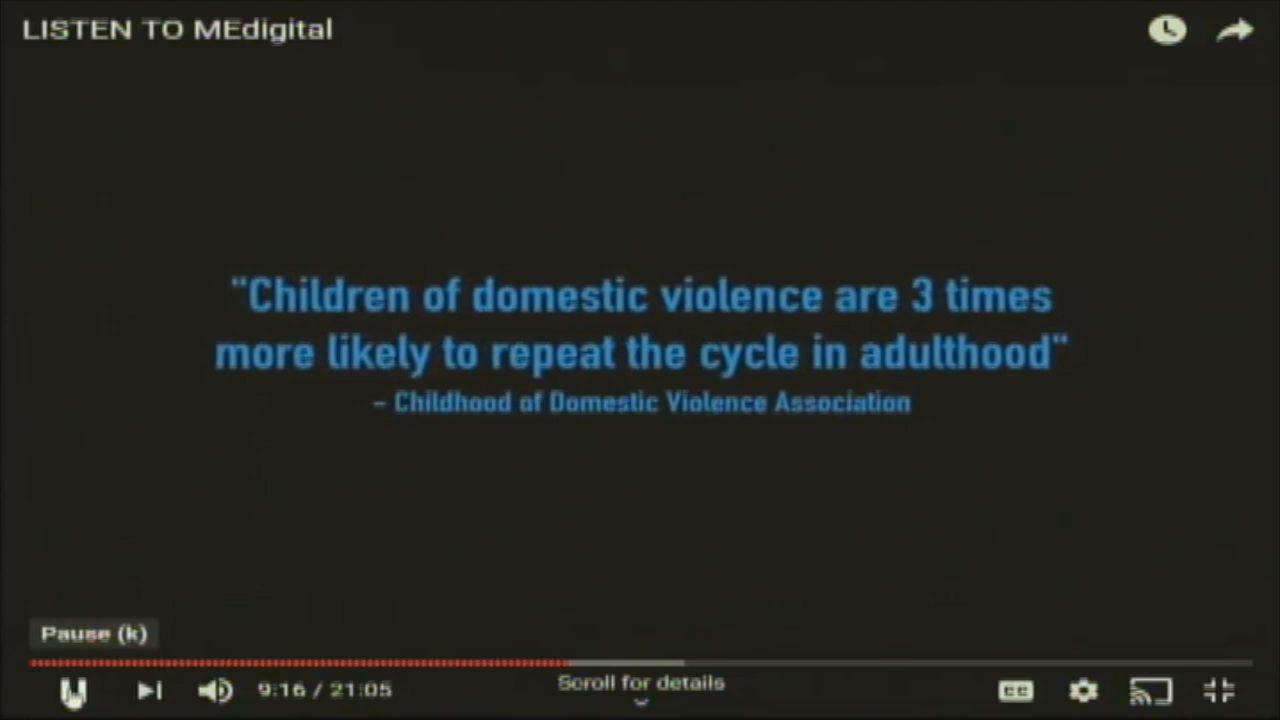 LISTEN TO MEdigital
"Children of domestic violence are 3 times
more likely to repeat the cycle in adulthood"
– Childhood of Domestic Violence Association
Pause (k)
9:16 / 21:05
Scroll for details
CC